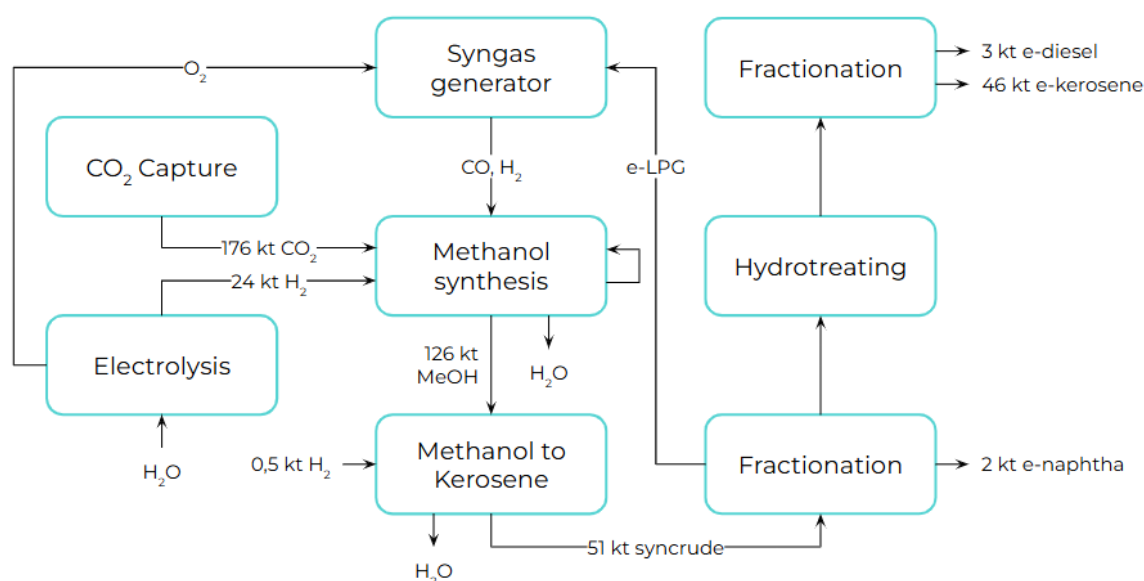 Syngas
generator
Fractionation
3 kt e-diesel
46 kt e-kerosene
O₂
CO₂ Capture
CO, H₂
e-LPG
176 kt CO₂
24 kt H₂
Methanol
synthesis
Hydrotreating
Electrolysis
126 kt
MeOH
H₂O
H₂O
0,5 kt H₂
Methanol to
Kerosene
Fractionation
2 kt e-naphtha
51 kt syncrude
H₂O